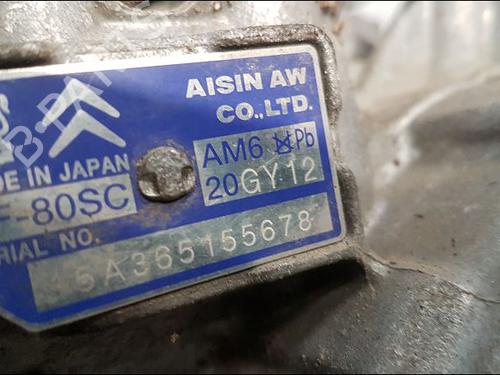 AISIN AW
CO.,LTD.
DE IN JAPAN
AM6 Pb
80SC
20GY12
RIAL NO.
5A365155678